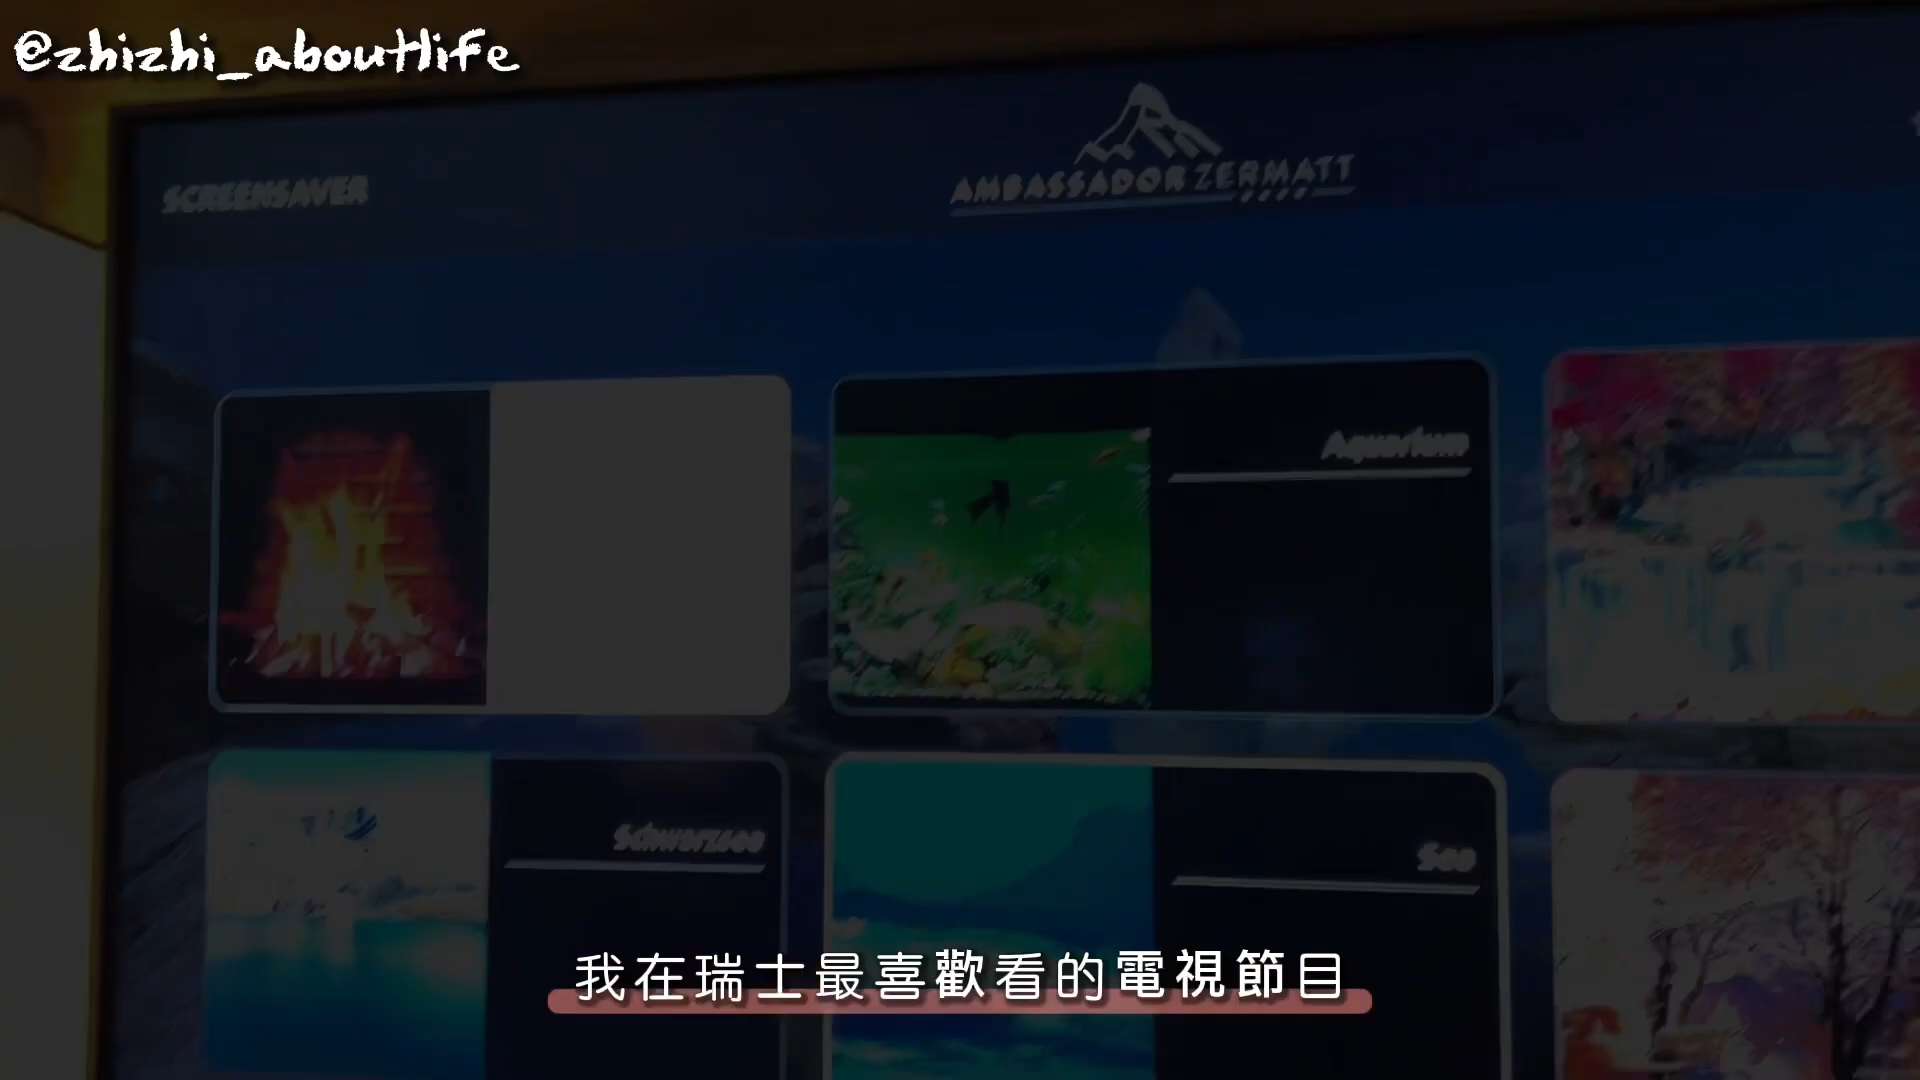 @zhizhi_aboutlife
SCREENSAVER
AMBASSADOR ZERMATT
Aquarium
Schwarzsee
Sea
我在瑞士最喜歡看的電視節目